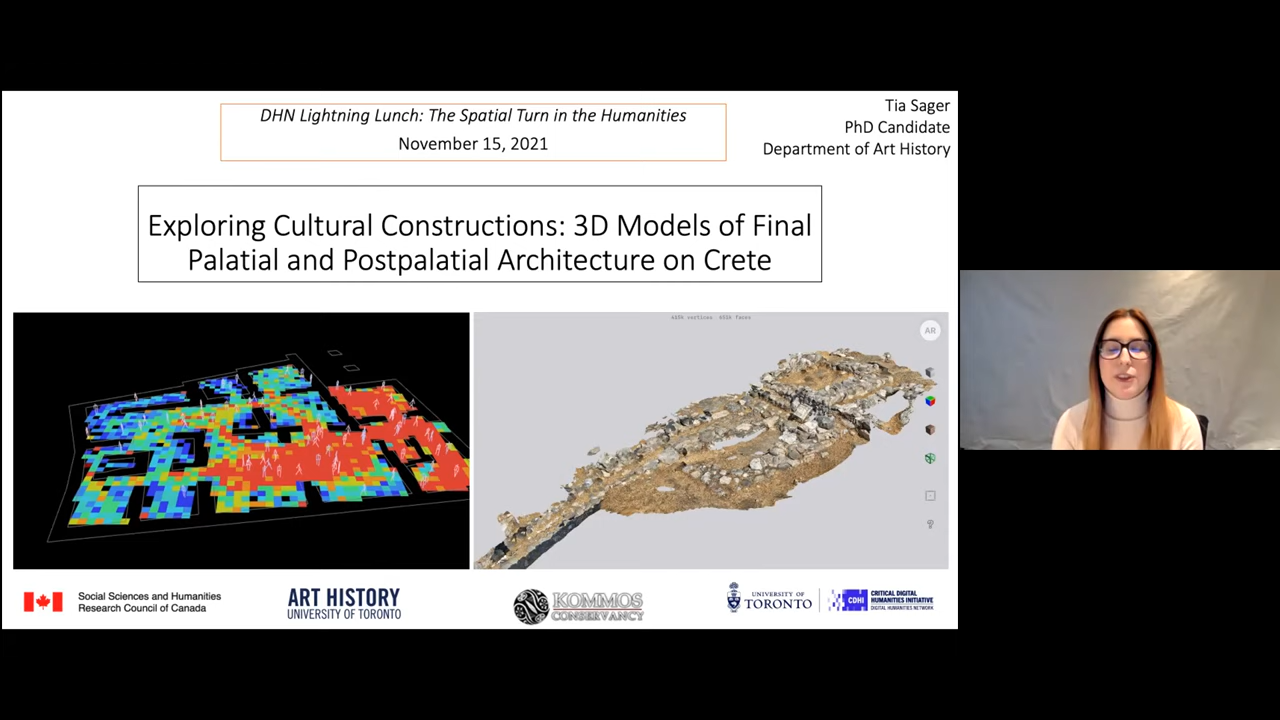 DHN Lightning Lunch: The Spatial Turn in the Humanities
November 15, 2021
Tia Sager
PhD Candidate
Department of Art History
Exploring Cultural Constructions: 3D Models of Final
Palatial and Postpalatial Architecture on Crete
AR
Social Sciences and Humanities
Research Council of Canada
ART HISTORY
UNIVERSITY OF TORONTO
KOMMOS
CONSERVANCY
UNIVERSITY OF
TORONTO
CDHI
CRITICAL DIGITAL
HUMANITIES INITIATIVE
DIGITAL HUMANITIES NETWORK